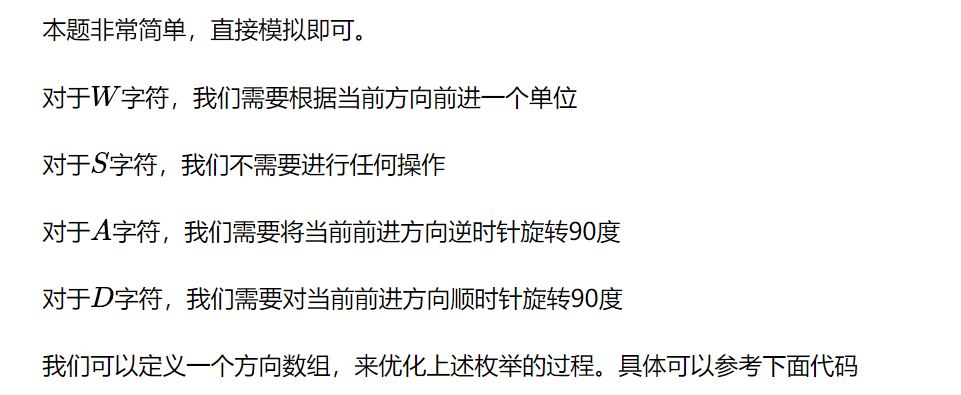 本题非常简单，直接模拟即可。
对于W字符，我们需要根据当前方向前进一个单位
对于S字符，我们不需要进行任何操作
对于A字符，我们需要将当前前进方向逆时针旋转90度
对于D字符，我们需要对当前前进方向顺时针旋转90度
我们可以定义一个方向数组，来优化上述枚举的过程。具体可以参考下面代码